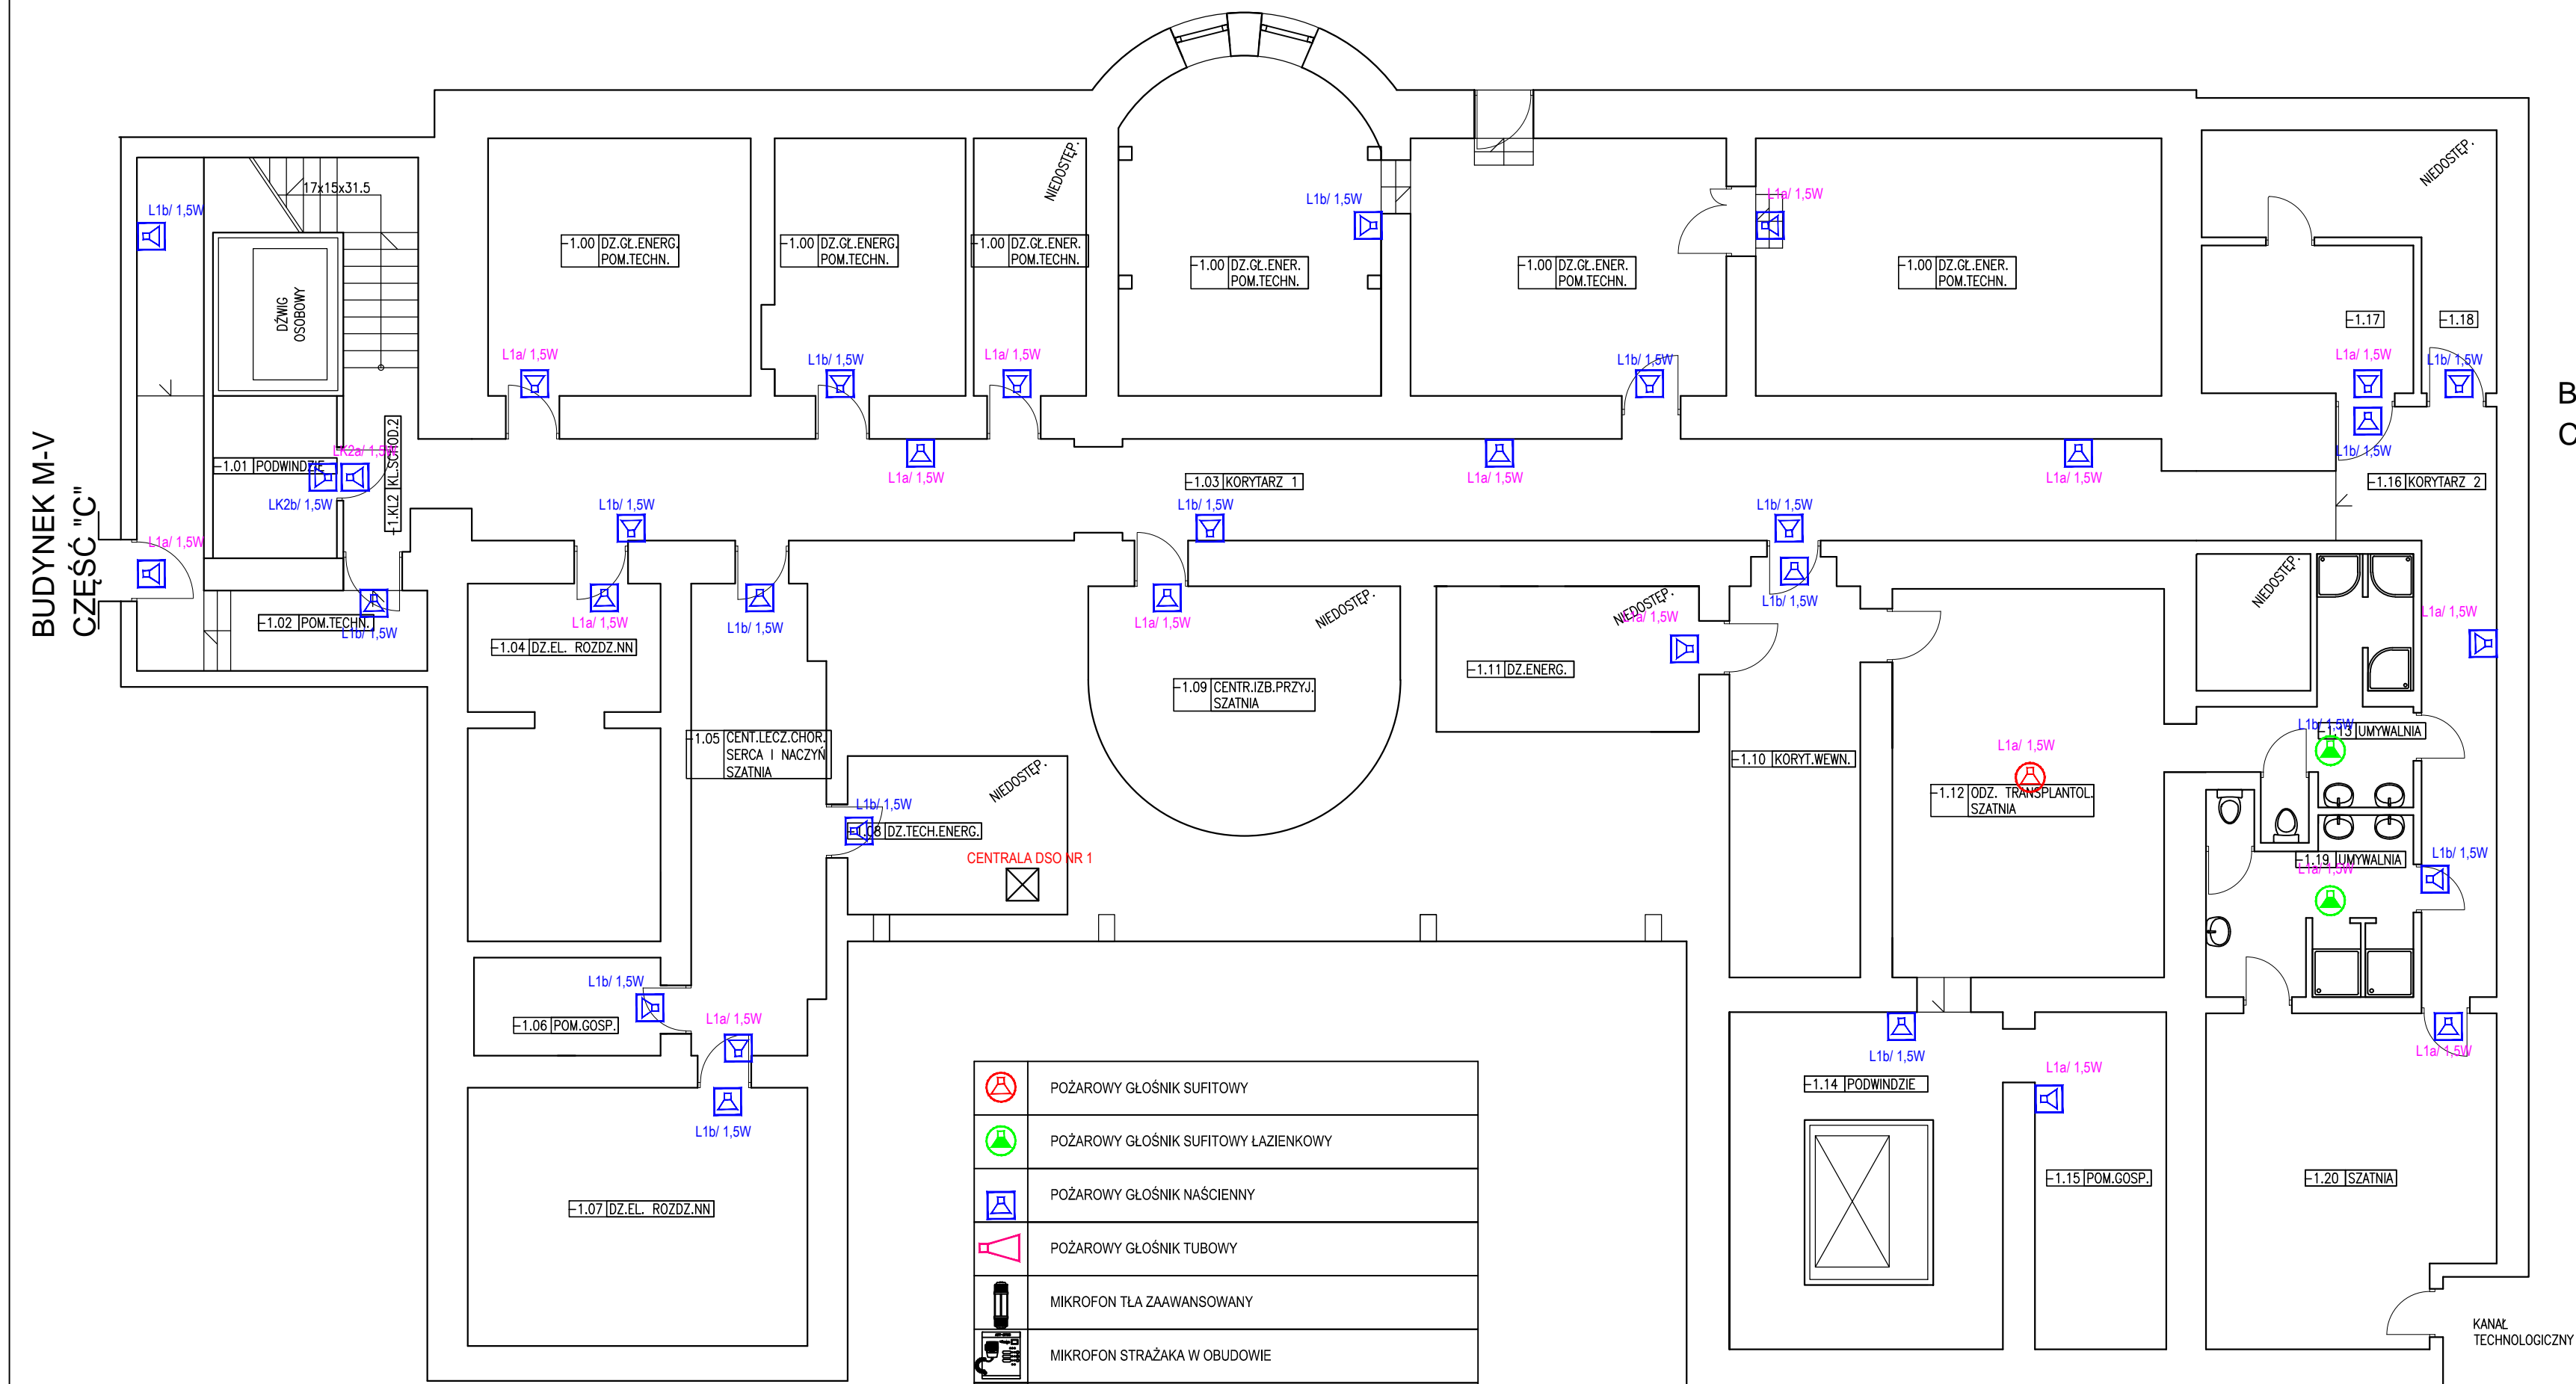 NIEDOSTĘP.
NIEDOSTĘP.
17x15x31.5
L1b/ 1,5W
L1b/ 1,5W
L1a/ 1,5W
-1.00 DZ.GŁ.ENERG.
POM.TECHN.
-1.00 DZ.GŁ.ENERG.
POM.TECHN.
-1.00 DZ.GŁ.ENER.
POM.TECHN.
-1.00 DZ.GŁ.ENER.
POM.TECHN.
-1.00 DZ.GŁ.ENER.
POM.TECHN.
-1.00 DZ.GŁ.ENER.
POM.TECHN.
DŹWIG
OSOBOWY
-1.17
-1.18
L1a/ 1,5W
L1b/ 1,5W
L1a/ 1,5W
L1b/ 1,5W
L1a/ 1,5W
L1b/ 1,5W
B
C
BUDYNEK M-V
CZĘŚĆ "C"
-1.KL2 KL.SCHOD.2
LK2a/ 1,5W
-1.01 PODWINDZIE
LK2b/ 1,5W
L1a/ 1,5W
L1a/ 1,5W
L1a/ 1,5W
L1b/ 1,5W
-1.03 KORYTARZ 1
-1.16 KORYTARZ 2
L1b/ 1,5W
L1b/ 1,5W
L1b/ 1,5W
L1a/ 1,5W
-1.02 POM.TECHN.
L1b/ 1,5W
L1a/ 1,5W
L1b/ 1,5W
L1a/ 1,5W
NIEDOSTĘP.
NIEDOSTĘP.
L1a/ 1,5W
L1b/ 1,5W
NIEDOSTĘP.
L1a/ 1,5W
-1.04 DZ.EL. ROZDZ.NN
-1.11 DZ.ENERG.
-1.09 CENTR.IZB.PRZYJ.
SZATNIA
-1.05 CENT.LECZ.CHOR.
SERCA I NACZYŃ
SZATNIA
L1b/ 1,5W
-1.13 UMYWALNIA
L1a/ 1,5W
-1.10 KORYT.WEWN.
NIEDOSTĘP.
-1.12 ODZ. TRANSPLANTOL.
SZATNIA
L1b/ 1,5W
-1.08 DZ.TECH.ENERG.
CENTRALA DSO NR 1
-1.19 UMYWALNIA
L1a/ 1,5W
L1b/ 1,5W
L1b/ 1,5W
-1.06 POM.GOSP.
L1a/ 1,5W
L1b/ 1,5W
L1b/ 1,5W
L1a/ 1,5W
L1a/ 1,5W
-1.14 PODWINDZIE
-1.15 POM.GOSP.
-1.20 SZATNIA
-1.07 DZ.EL. ROZDZ.NN
POŻAROWY GŁOŚNIK SUFITOWY
POŻAROWY GŁOŚNIK SUFITOWY ŁAZIENKOWY
POŻAROWY GŁOŚNIK NAŚCIENNY
POŻAROWY GŁOŚNIK TUBOWY
MIKROFON TŁA ZAAWANSOWANY
MIKROFON STRAŻAKA W OBUDOWIE
KANAŁ
TECHNOLOGICZNY